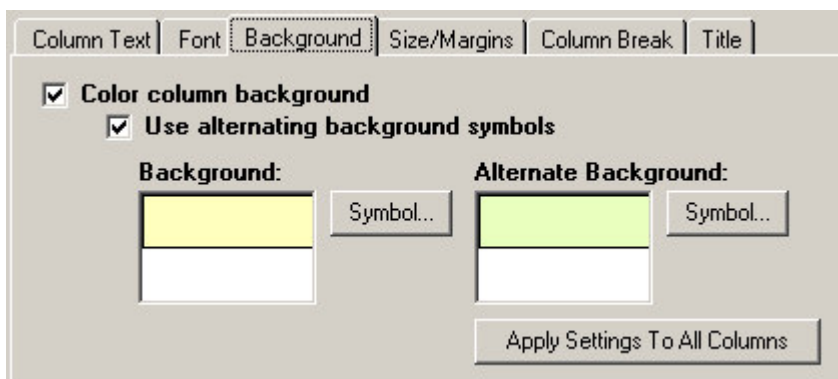 Column Text Font Background Size/Margins Column Break Title
Color column background
Use alternating background symbols
Background: Alternate Background:
Symbol... Symbol...
Apply Settings To All Columns